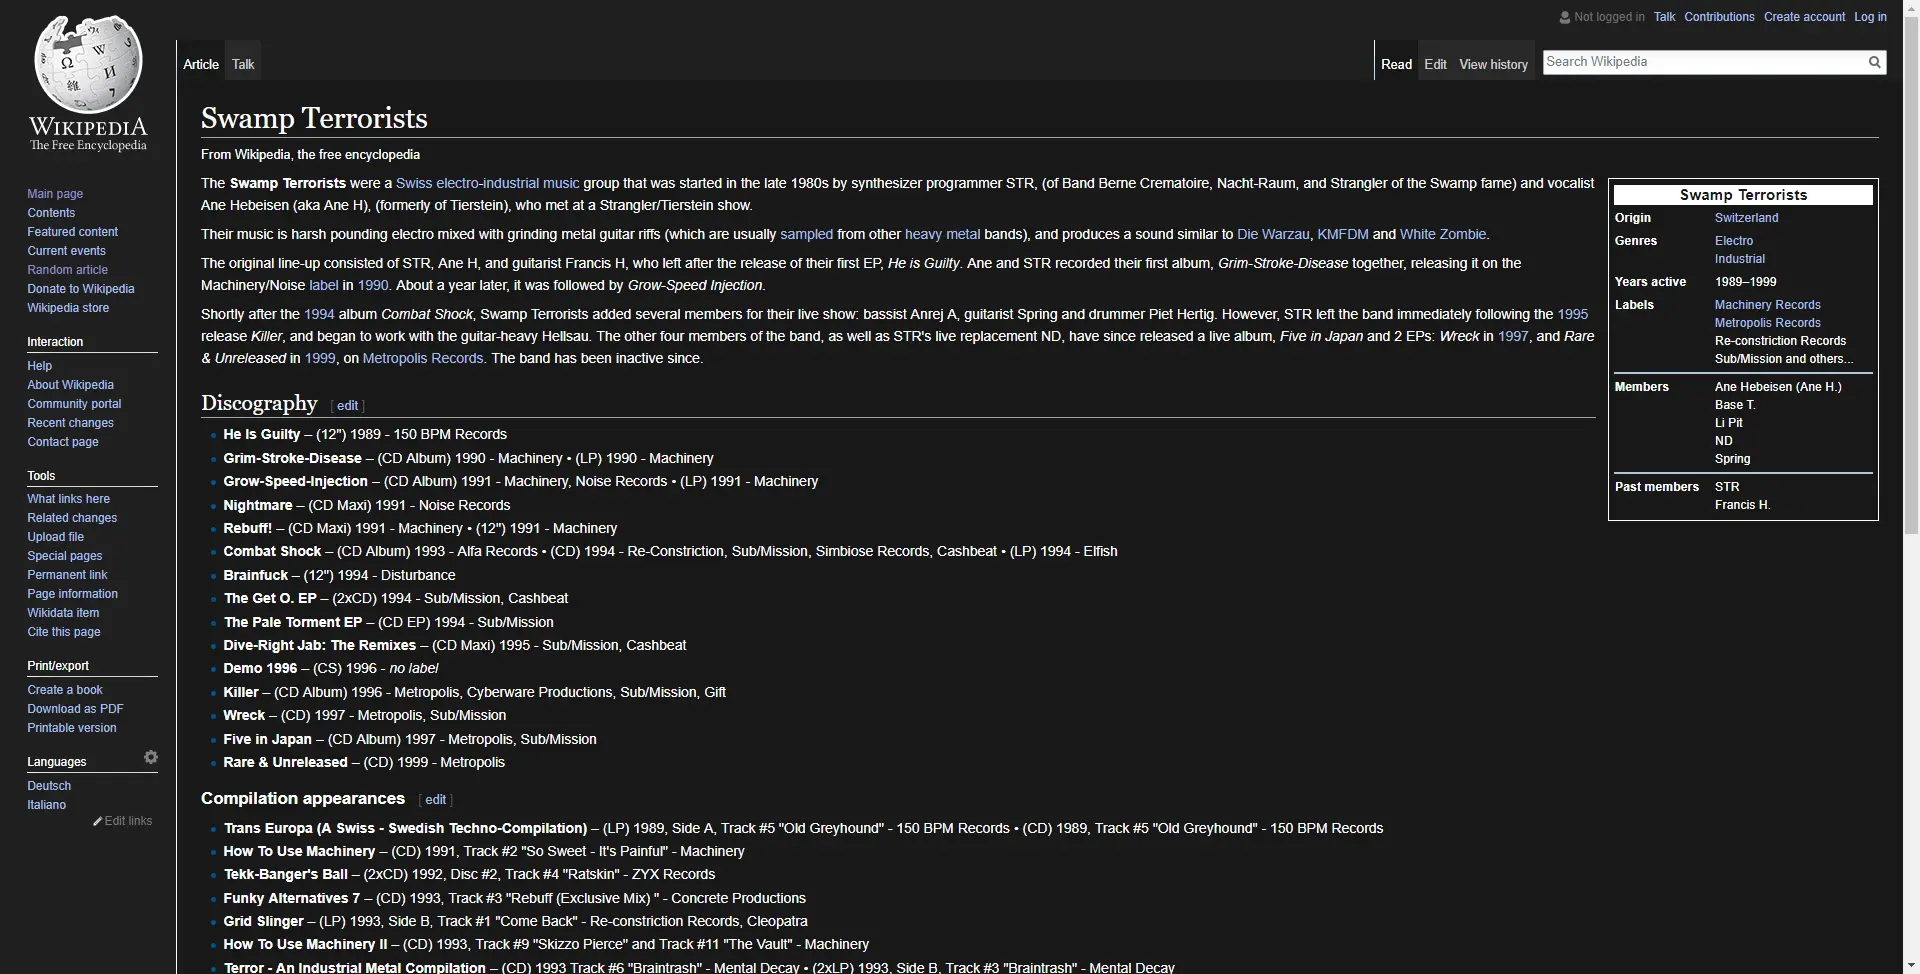 Not logged in Talk Contributions Create account Log in
Article Talk
Read Edit View history Search Wikipedia
WIKIPEDIA
The Free Encyclopedia
Main page
Contents
Featured content
Current events
Random article
Donate to Wikipedia
Wikipedia store
Interaction
Help
About Wikipedia
Community portal
Recent changes
Contact page
Tools
What links here
Related changes
Upload file
Special pages
Permanent link
Page information
Wikidata item
Cite this page
Print/export
Create a book
Download as PDF
Printable version
Languages
Deutsch
Italiano
Edit links
Swamp Terrorists
From Wikipedia, the free encyclopedia
The Swamp Terrorists were a Swiss electro-industrial music group that was started in the late 1980s by synthesizer programmer STR, (of Band Berne Crematoire, Nacht-Raum, and Strangler of the Swamp fame) and vocalist
Ane Hebeisen (aka Ane H), (formerly of Tierstein), who met at a Strangler/Tierstein show.
Their music is harsh pounding electro mixed with grinding metal guitar riffs (which are usually sampled from other heavy metal bands), and produces a sound similar to Die Warzau, KMFDM and White Zombie.
The original line-up consisted of STR, Ane H, and guitarist Francis H, who left after the release of their first EP, He is Guilty. Ane and STR recorded their first album, Grim-Stroke-Disease together, releasing it on the
Machinery/Noise label in 1990. About a year later, it was followed by Grow-Speed Injection.
Shortly after the 1994 album Combat Shock, Swamp Terrorists added several members for their live show: bassist Anrej A, guitarist Spring and drummer Piet Hertig. However, STR left the band immediately following the 1995
release Killer, and began to work with the guitar-heavy Hellsau. The other four members of the band, as well as STR's live replacement ND, have since released a live album, Five in Japan and 2 EPs: Wreck in 1997, and Rare
& Unreleased in 1999, on Metropolis Records. The band has been inactive since.
Swamp Terrorists
Origin Switzerland
Genres Electro
Industrial
Years active 1989–1999
Labels Machinery Records
Metropolis Records
Re-constriction Records
Sub/Mission and others...
Members Ane Hebeisen (Ane H.)
Base T.
Li Pit
ND
Spring
Past members STR
Francis H.
Discography [ edit ]
He Is Guilty – (12") 1989 - 150 BPM Records
Grim-Stroke-Disease – (CD Album) 1990 - Machinery • (LP) 1990 - Machinery
Grow-Speed-Injection – (CD Album) 1991 - Machinery, Noise Records • (LP) 1991 - Machinery
Nightmare – (CD Maxi) 1991 - Noise Records
Rebuff! – (CD Maxi) 1991 - Machinery • (12") 1991 - Machinery
Combat Shock – (CD Album) 1993 - Alfa Records • (CD) 1994 - Re-Constriction, Sub/Mission, Simbiose Records, Cashbeat • (LP) 1994 - Elfish
Brainfuck – (12") 1994 - Disturbance
The Get O. EP – (2xCD) 1994 - Sub/Mission, Cashbeat
The Pale Torment EP – (CD EP) 1994 - Sub/Mission
Dive-Right Jab: The Remixes – (CD Maxi) 1995 - Sub/Mission, Cashbeat
Demo 1996 – (CS) 1996 - no label
Killer – (CD Album) 1996 - Metropolis, Cyberware Productions, Sub/Mission, Gift
Wreck – (CD) 1997 - Metropolis, Sub/Mission
Five in Japan – (CD Album) 1997 - Metropolis, Sub/Mission
Rare & Unreleased – (CD) 1999 - Metropolis
Compilation appearances [ edit ]
Trans Europa (A Swiss - Swedish Techno-Compilation) – (LP) 1989, Side A, Track #5 "Old Greyhound" - 150 BPM Records • (CD) 1989, Track #5 "Old Greyhound" - 150 BPM Records
How To Use Machinery – (CD) 1991, Track #2 "So Sweet - It's Painful" - Machinery
Tekk-Banger's Ball – (2xCD) 1992, Disc #2, Track #4 "Ratskin" - ZYX Records
Funky Alternatives 7 – (CD) 1993, Track #3 "Rebuff (Exclusive Mix) " - Concrete Productions
Grid Slinger – (LP) 1993, Side B, Track #1 "Come Back" - Re-constriction Records, Cleopatra
How To Use Machinery II – (CD) 1993, Track #9 "Skizzo Pierce" and Track #11 "The Vault" - Machinery
Terror - An Industrial Metal Compilation – (CD) 1993 Track #6 "Braintrash" - Mental Decay • (2xLP) 1993, Side B, Track #3 "Braintrash" - Mental Decay